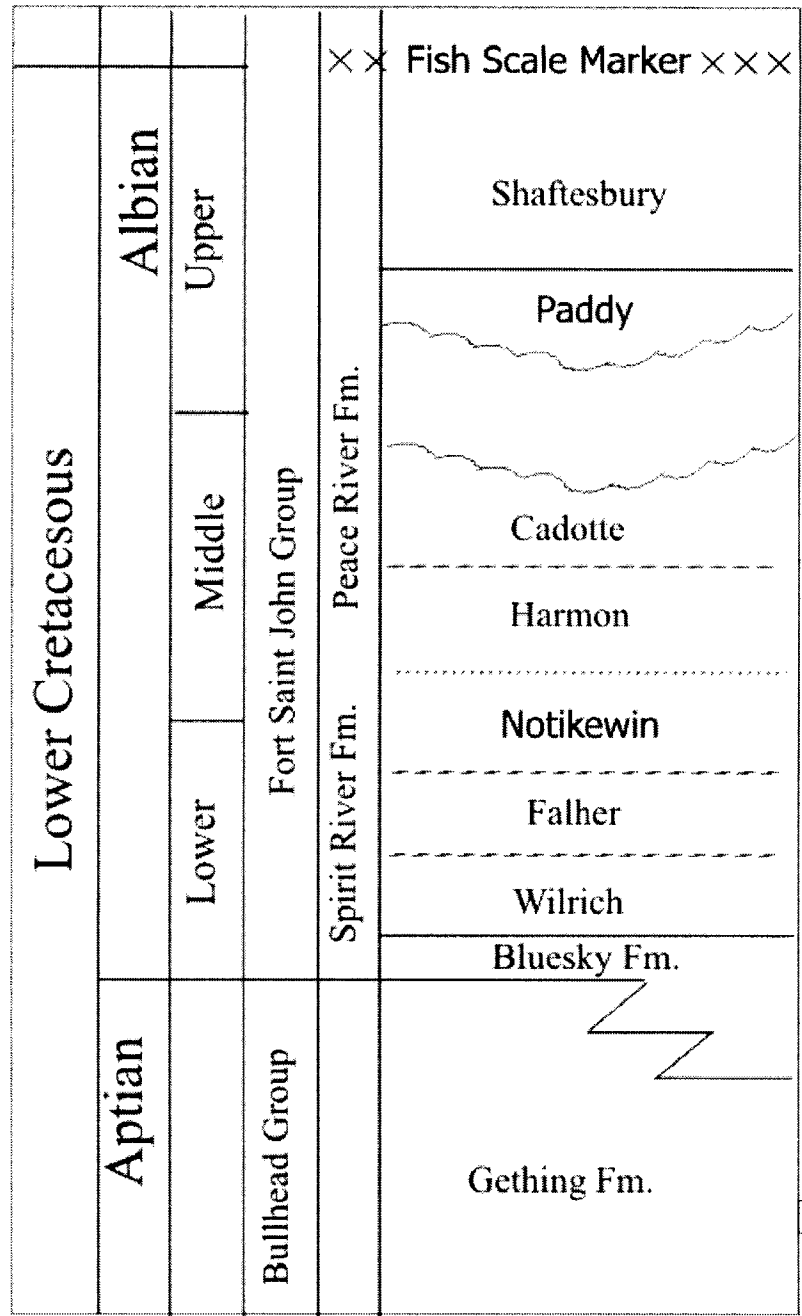 Lower Cretacesous
Albian
Aptian
Upper
Middle
Lower
Fort Saint John Group
Bullhead Group
Peace River Fm.
Spirit River Fm.
×× Fish Scale Marker ×××
Shaftesbury
Paddy
Cadotte
Harmon
Notikewin
Falher
Wilrich
Bluesky Fm.
Gething Fm.